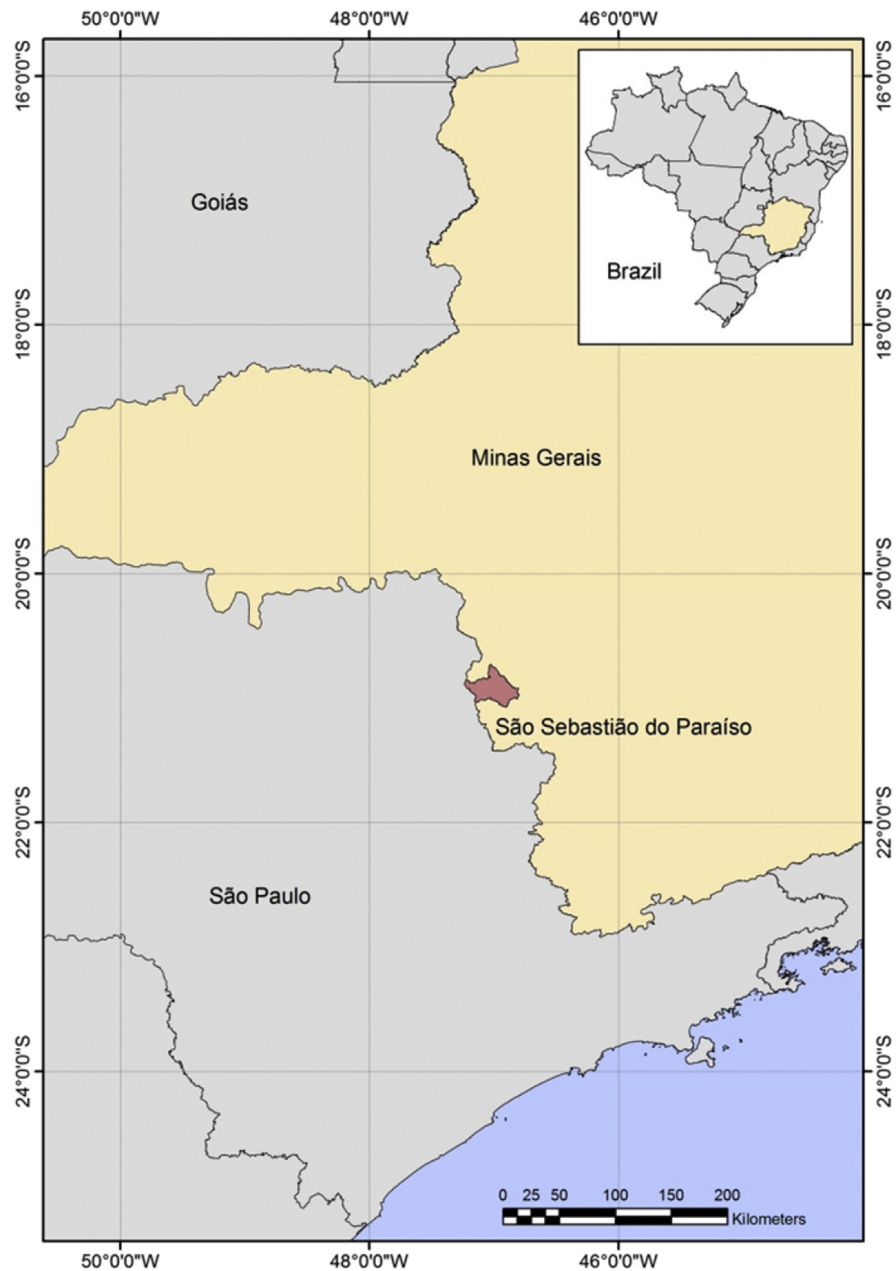 50°0'0"W 48°0'0"W 46°0'0"W
16°0'0"S
16°0'0"S
Goiás
Brazil
18°0'0"S
18°0'0"S
Minas Gerais
20°0'0"S
20°0'0"S
São Sebastião do Paraíso
22°0'0"S
22°0'0"S
São Paulo
24°0'0"S
24°0'0"S
0 25 50 100 150 200
Kilometers
50°0'0"W 48°0'0"W 46°0'0"W